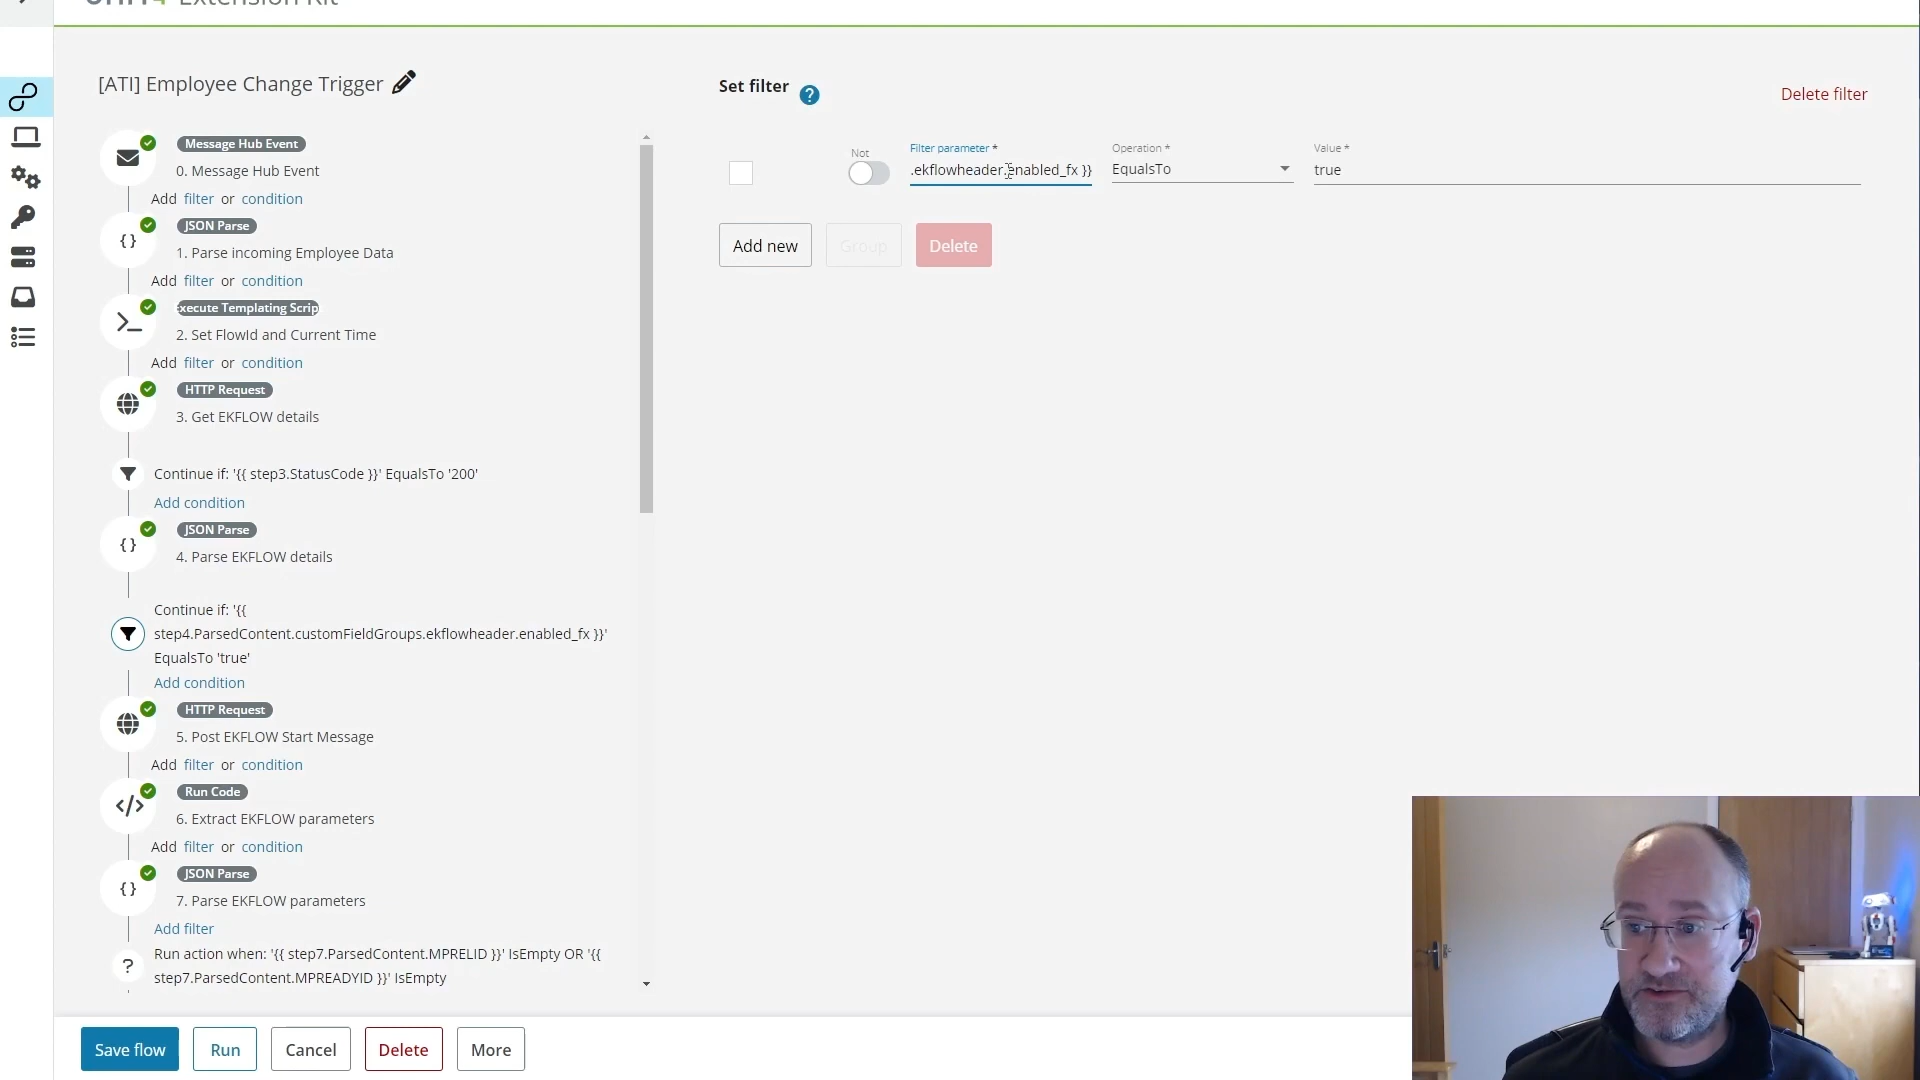 Extension Kit
[ATI] Employee Change Trigger
Message Hub Event
0. Message Hub Event
Add filter or condition
JSON Parse
1. Parse incoming Employee Data
Add filter or condition
xecute Templating Scrip
2. Set FlowId and Current Time
Add filter or condition
HTTP Request
3. Get EKFLOW details
Continue if: '{{ step3.StatusCode }}' EqualsTo '200'
Add condition
JSON Parse
4. Parse EKFLOW details
Continue if: '{{
step4.ParsedContent.customFieldGroups.ekflowheader.enabled_fx }}'
EqualsTo 'true'
Add condition
HTTP Request
5. Post EKFLOW Start Message
Add filter or condition
Run Code
6. Extract EKFLOW parameters
Add filter or condition
JSON Parse
7. Parse EKFLOW parameters
Add filter
Run action when: '{{ step7.ParsedContent.MPRELID }}' IsEmpty OR '{{
step7.ParsedContent.MPREADYID }}' IsEmpty
Set filter ?
Delete filter
Not
Filter parameter *
.ekflowheader.enabled_fx }}
Operation *
EqualsTo
Value *
true
Add new
Group
Delete
Save flow
Run
Cancel
Delete
More